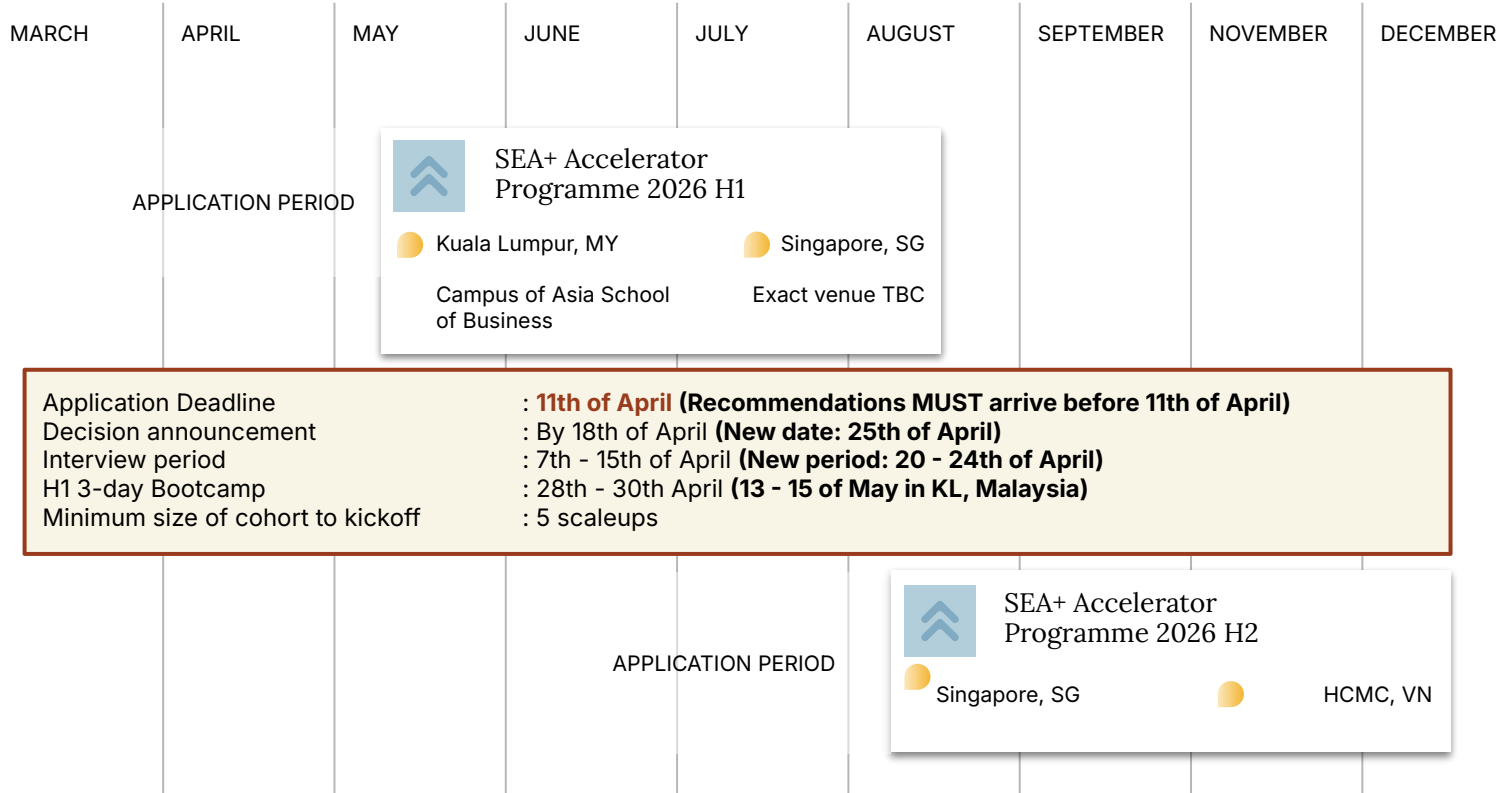 MARCH APRIL MAY JUNE JULY AUGUST SEPTEMBER NOVEMBER DECEMBER
SEA+ Accelerator
Programme 2026 H1
APPLICATION PERIOD
Kuala Lumpur, MY Singapore, SG
Campus of Asia School Exact venue TBC
of Business
Application Deadline : 11th of April (Recommendations MUST arrive before 11th of April)
Decision announcement : By 18th of April (New date: 25th of April)
Interview period : 7th - 15th of April (New period: 20 - 24th of April)
H1 3-day Bootcamp : 28th - 30th April (13 - 15 of May in KL, Malaysia)
Minimum size of cohort to kickoff : 5 scaleups
SEA+ Accelerator
Programme 2026 H2
APPLICATION PERIOD
Singapore, SG HCMC, VN